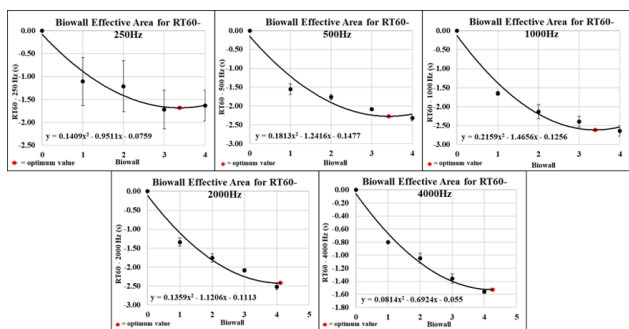 Biowall Effective Area for RT60-
250Hz
0.00
-0.50
-1.00
-1.50
-2.00
-2.50
RT60 - 250 Hz (s)
0 1 2 3 4
y = 0.1409x² - 0.9511x - 0.0759
Biowall
= optimum value
Biowall Effective Area for RT60-
500Hz
0.00
-0.50
-1.00
-1.50
-2.00
-2.50
-3.00
RT60 - 500 Hz (s)
0 1 2 3 4
y = 0.1813x² - 1.2416x - 0.1477
Biowall
= optimum value
Biowall Effective Area for RT60-
1000Hz
0.00
-0.50
-1.00
-1.50
-2.00
-2.50
-3.00
RT60 - 1000 Hz (s)
0 1 2 3 4
y = 0.2159x² - 1.4656x - 0.1256
Biowall
= optimum value
Biowall Effective Area for RT60-
2000Hz
0.00
-0.50
-1.00
-1.50
-2.00
-2.50
-3.00
RT60 - 2000 Hz (s)
0 1 2 3 4 5
y = 0.1359x² - 1.1206x - 0.1113
Biowall
= optimum value
Biowall Effective Area for RT60-
4000Hz
0.00
-0.20
-0.40
-0.60
-0.80
-1.00
-1.20
-1.40
-1.60
-1.80
RT60 - 4000 Hz (s)
0 1 2 3 4 5
y = 0.0814x² - 0.6924x - 0.055
Biowall
= optimum value